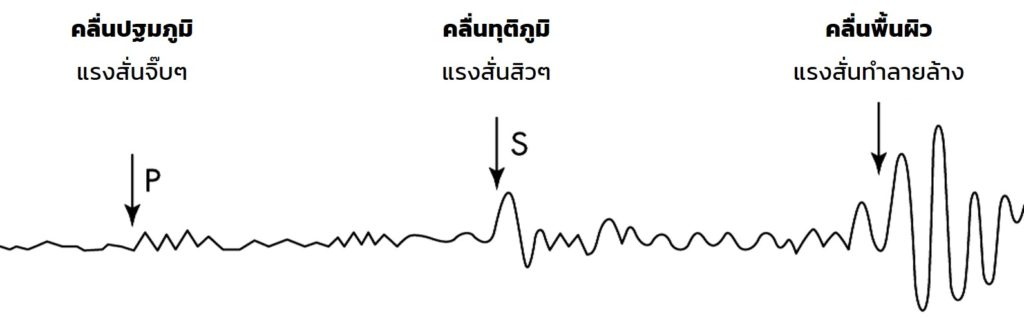 คลื่นปฐมภูมิ
แรงสั่นจิ๊บๆ
คลื่นทุติภูมิ
แรงสั่นสิวๆ
คลื่นพื้นผิว
แรงสั่นทำลายล้าง
P
S